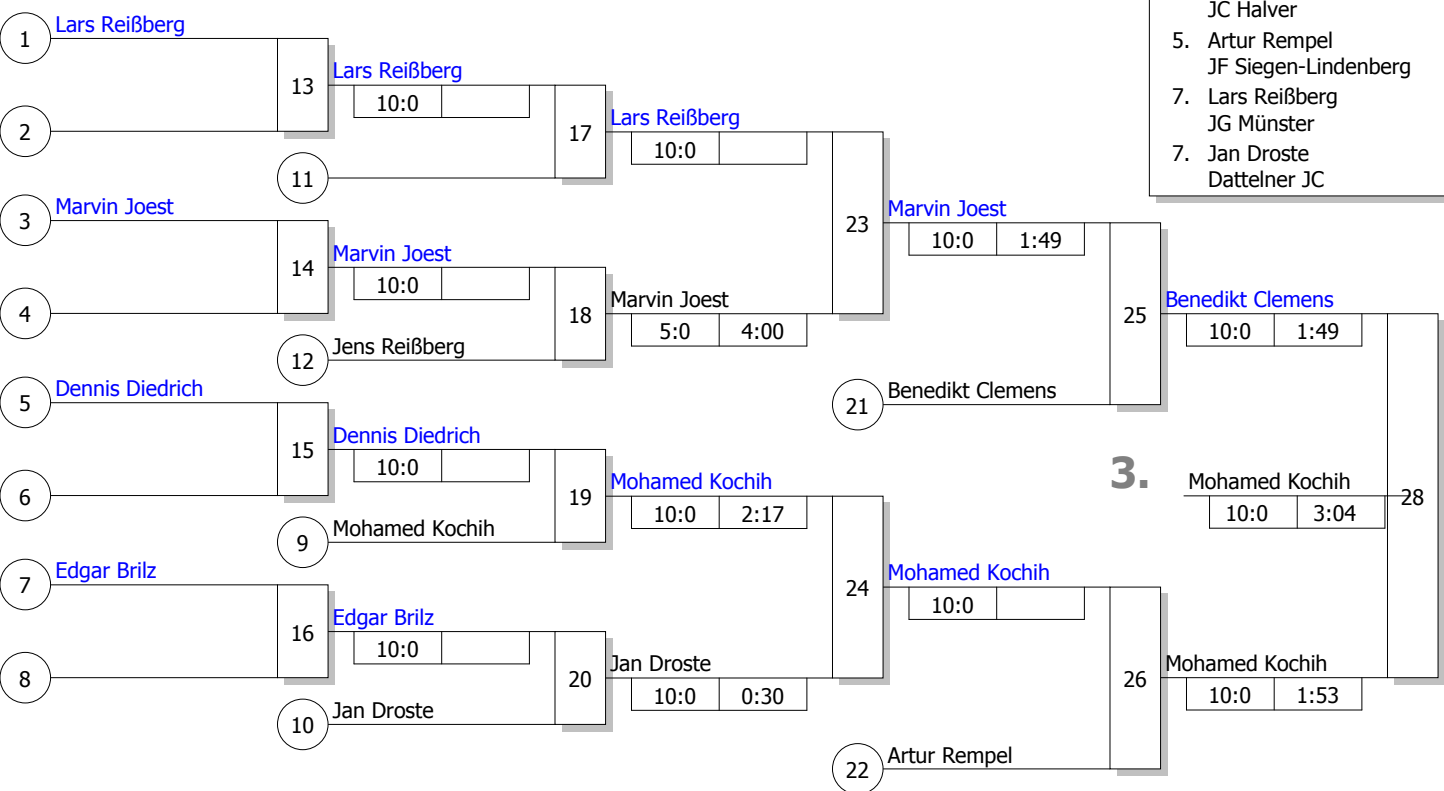 JC Halver
5. Artur Rempel
JF Siegen-Lindenberg
7. Lars Reißberg
JG Münster
7. Jan Droste
Dattelner JC
1 Lars Reißberg
13 Lars Reißberg
10:0
2
17 Lars Reißberg
10:0
11
3 Marvin Joest
23 Marvin Joest
10:0 1:49
14 Marvin Joest
10:0
4
18 Marvin Joest
5:0 4:00
12 Jens Reißberg
25 Benedikt Clemens
10:0 1:49
5 Dennis Diedrich
21 Benedikt Clemens
15 Dennis Diedrich
10:0
6
19 Mohamed Kochih
10:0 2:17
3. Mohamed Kochih 28
10:0 3:04
9 Mohamed Kochih
7 Edgar Brilz
24 Mohamed Kochih
10:0
16 Edgar Brilz
10:0
8
20 Jan Droste
10:0 0:30
26 Mohamed Kochih
10:0 1:53
10 Jan Droste
22 Artur Rempel